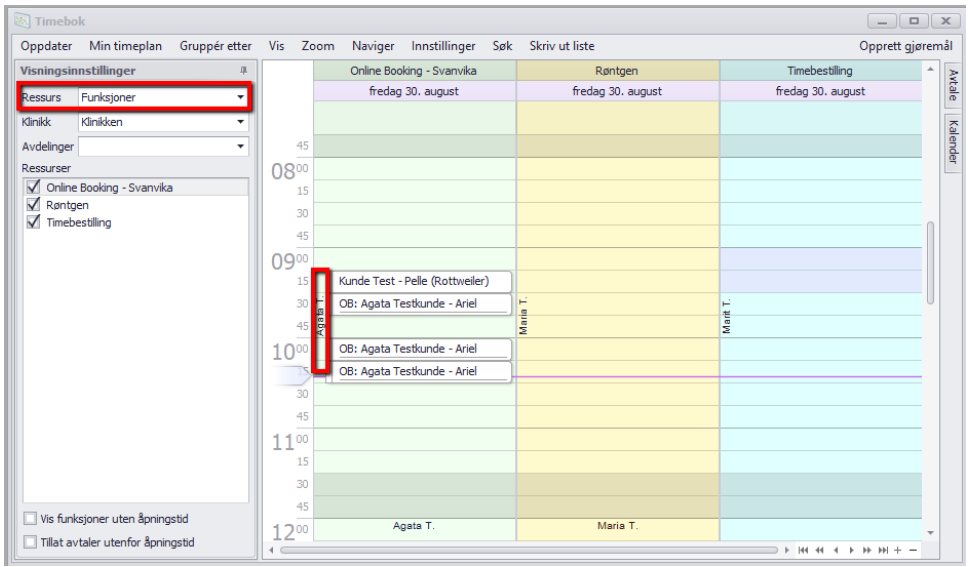 Timebok
Oppdater Min timeplan Gruppér etter Vis Zoom Naviger Innstillinger Søk Skriv ut liste Opprett gjøremål
Visningsinnstillinger
Ressurs Funksjoner
Klinikk Klinikken
Avdelinger
Ressurser
Online Booking - Svanvika
Røntgen
Timebestilling
Vis funksjoner uten åpningstid
Tillat avtaler utenfor åpningstid
Online Booking - Svanvika Røntgen Timebestilling
fredag 30. august fredag 30. august fredag 30. august
45
08 00
15
30
45
09 00
15 Kunde Test - Pelle (Rottweiler)
30 OB: Agata Testkunde - Ariel
45
Agata T.
Maria T.
Marit T.
10 00 OB: Agata Testkunde - Ariel
15 OB: Agata Testkunde - Ariel
30
45
11 00
15
30
45
12 00 Agata T. Maria T.
Avtale
Kalender